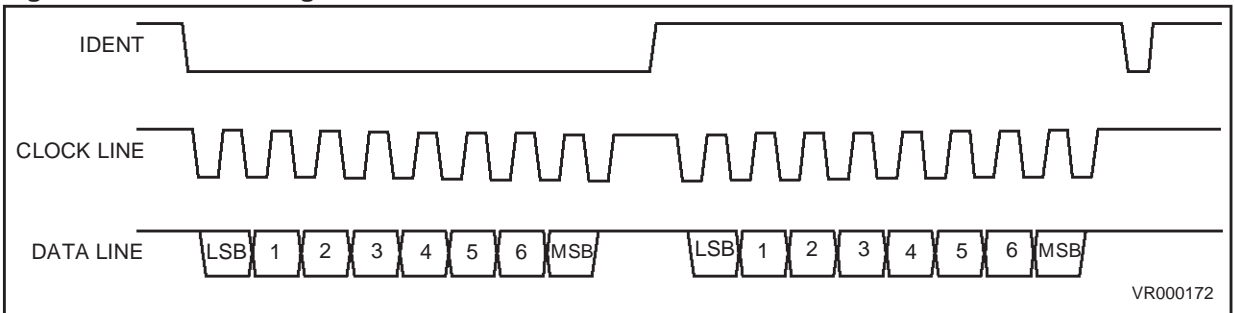 IDENT
CLOCK LINE
DATA LINE
LSB 1 2 3 4 5 6 MSB LSB 1 2 3 4 5 6 MSB
VR000172